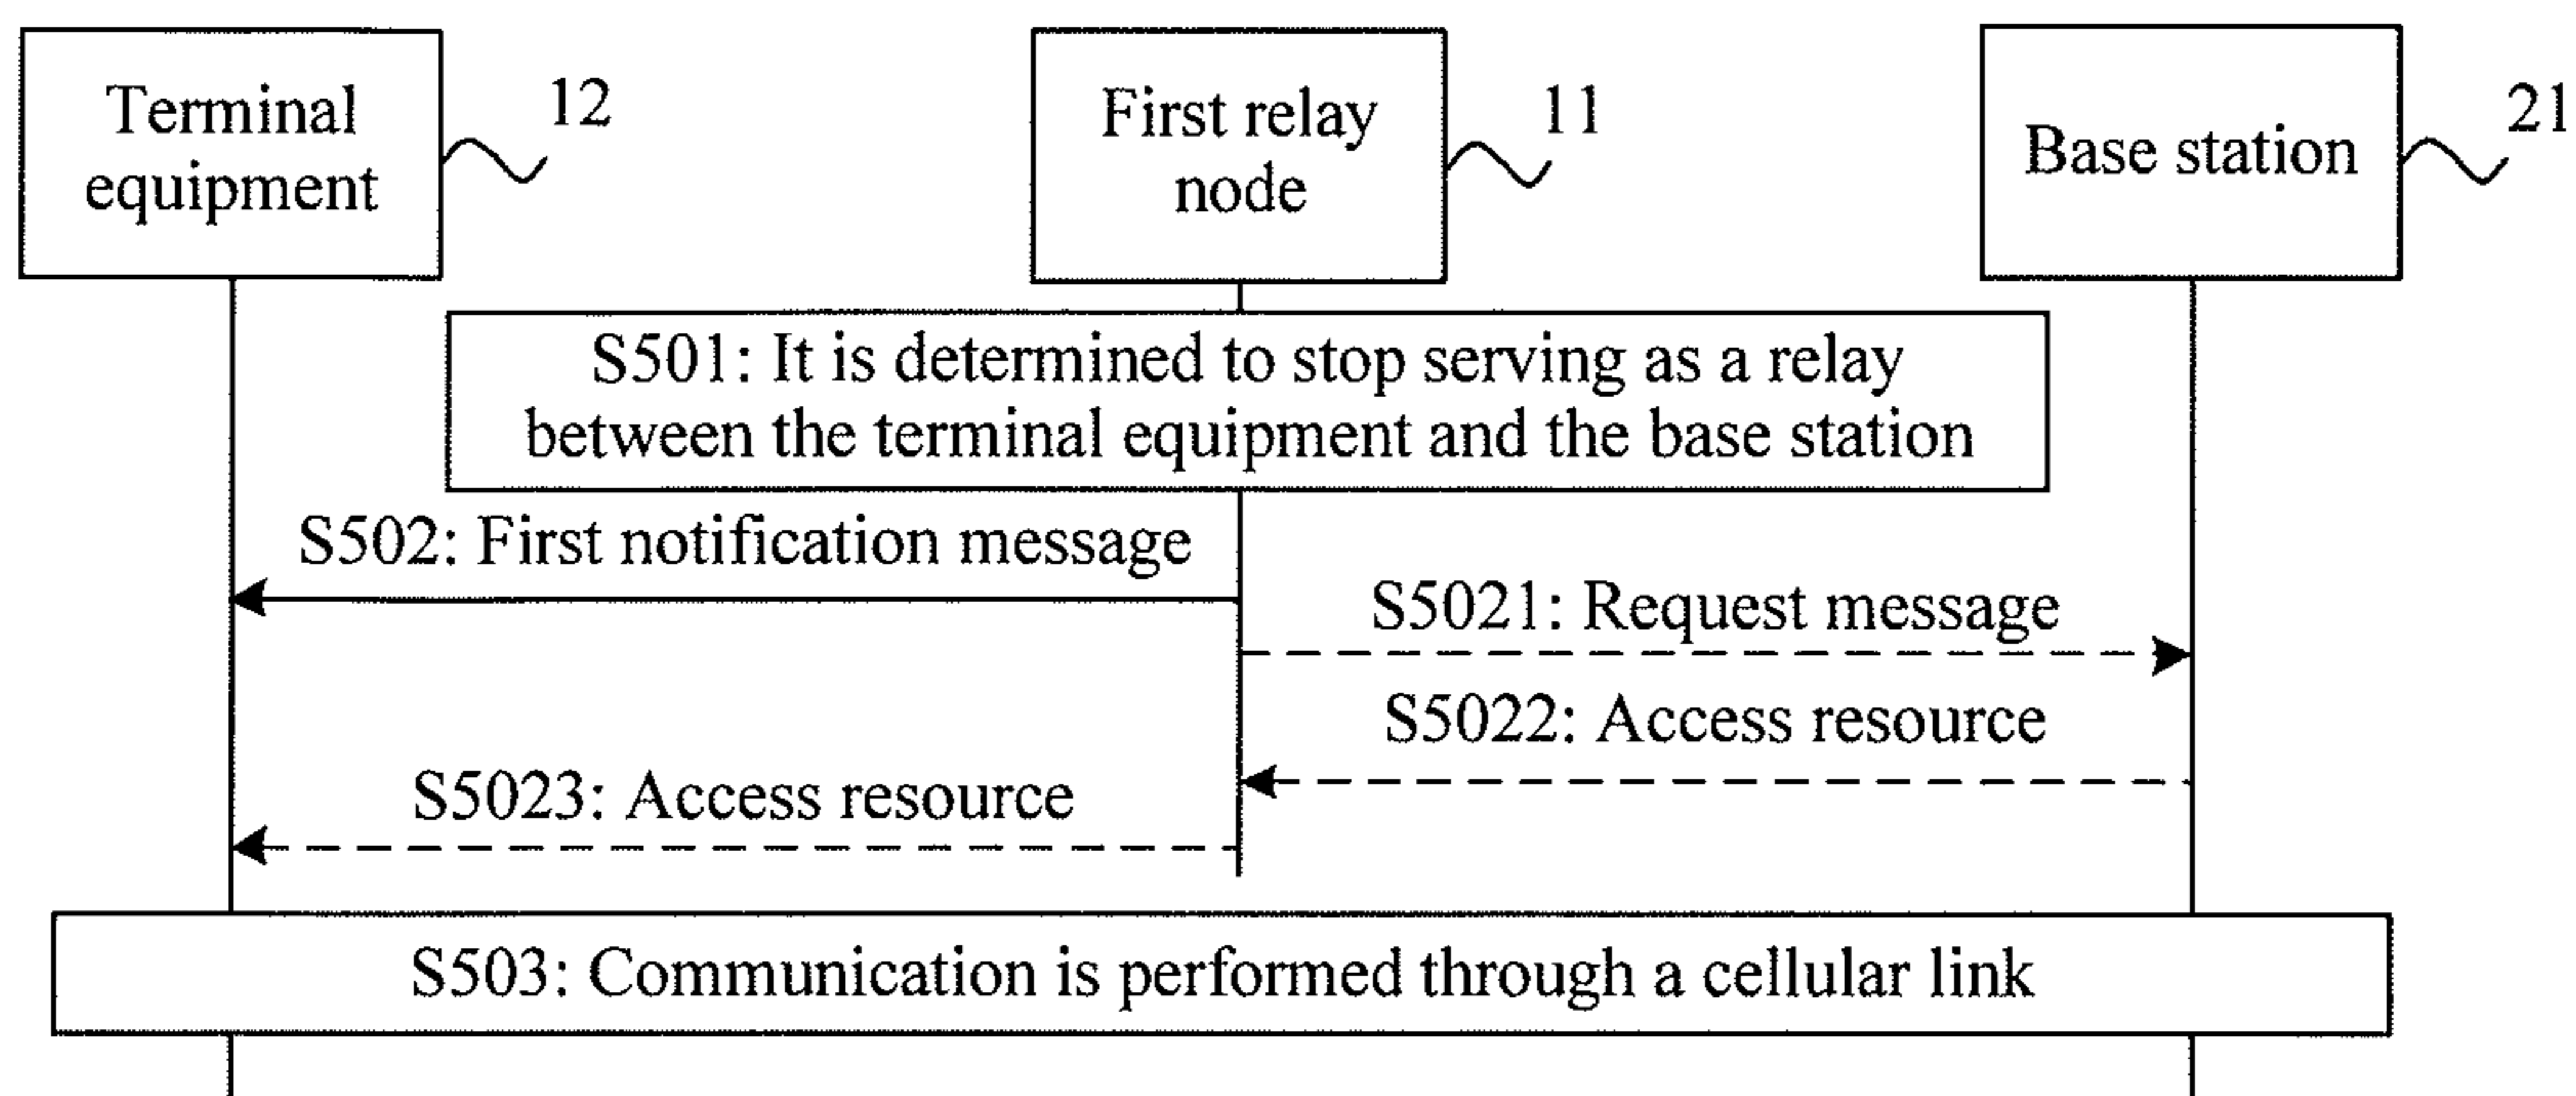 Terminal
equipment
12
First relay
node
11
Base station
21
S501: It is determined to stop serving as a relay
between the terminal equipment and the base station
S502: First notification message
S5021: Request message
S5022: Access resource
S5023: Access resource
S503: Communication is performed through a cellular link